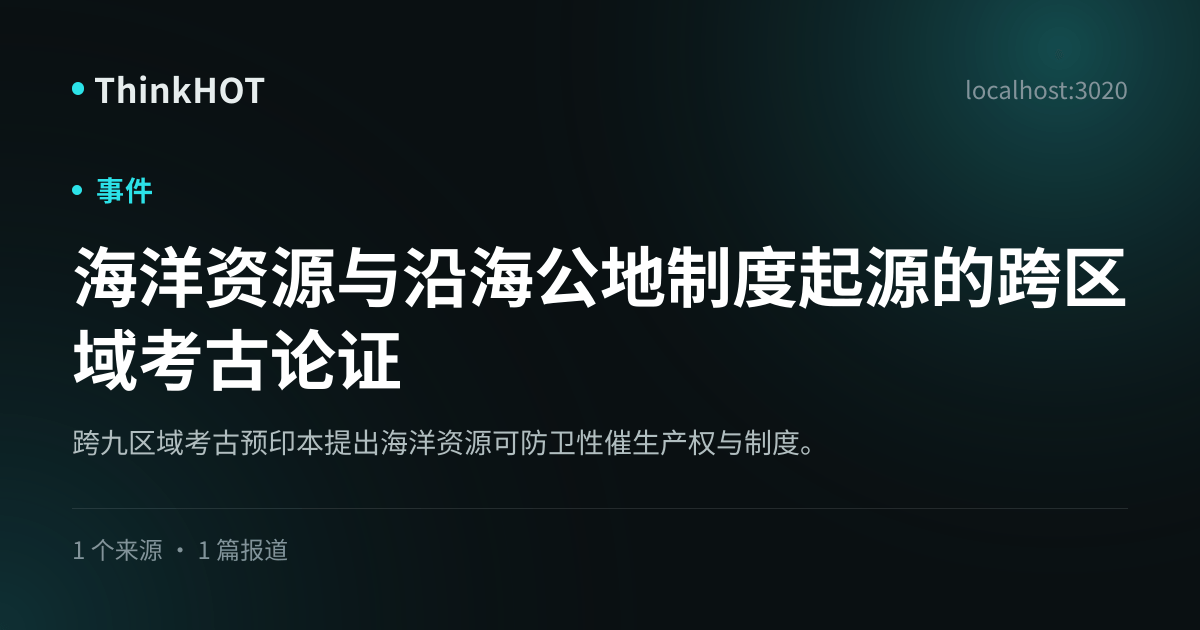 ThinkHOT
localhost:3020
事件
海洋资源与沿海公地制度起源的跨区
域考古论证
跨九区域考古预印本提出海洋资源可防卫性催生产权与制度。
1 个来源 · 1 篇报道